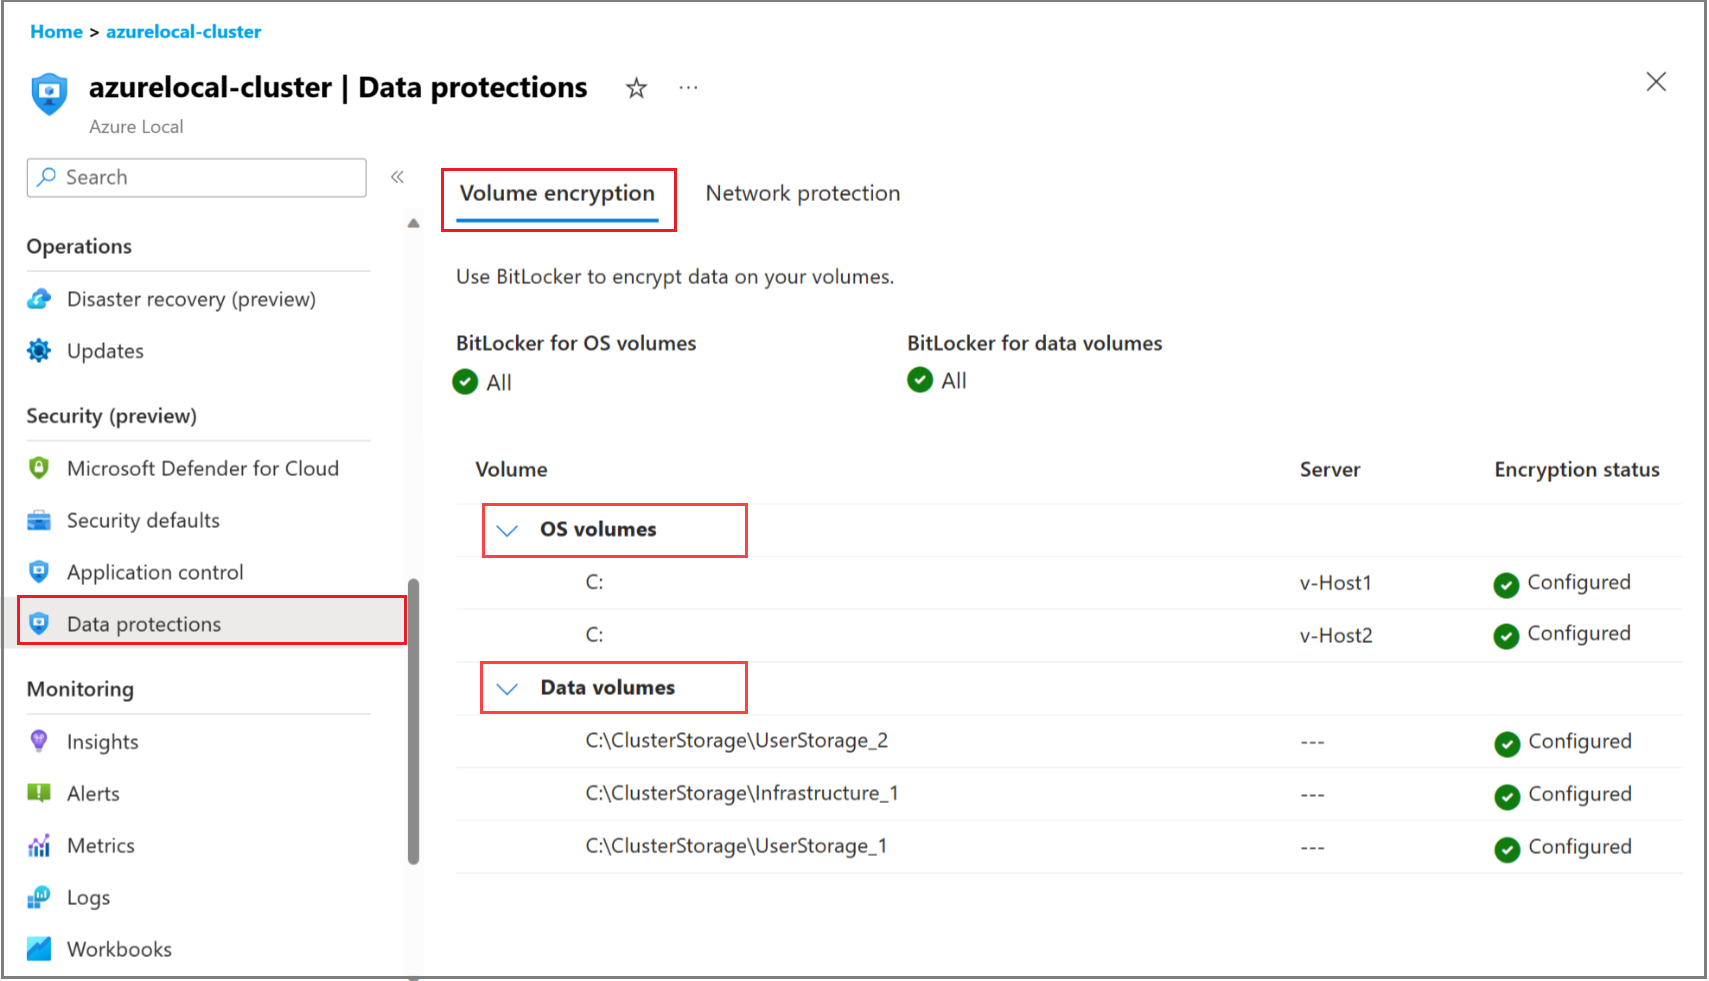 Home > azurelocal-cluster
azurelocal-cluster | Data protections
Azure Local
Search
Operations
Disaster recovery (preview)
Updates
Security (preview)
Microsoft Defender for Cloud
Security defaults
Application control
Data protections
Monitoring
Insights
Alerts
Metrics
Logs
Workbooks
Volume encryption Network protection
Use BitLocker to encrypt data on your volumes.
BitLocker for OS volumes BitLocker for data volumes
All All
Volume Server Encryption status
OS volumes
C: v-Host1 Configured
C: v-Host2 Configured
Data volumes
C:\ClusterStorage\UserStorage_2 --- Configured
C:\ClusterStorage\Infrastructure_1 --- Configured
C:\ClusterStorage\UserStorage_1 --- Configured